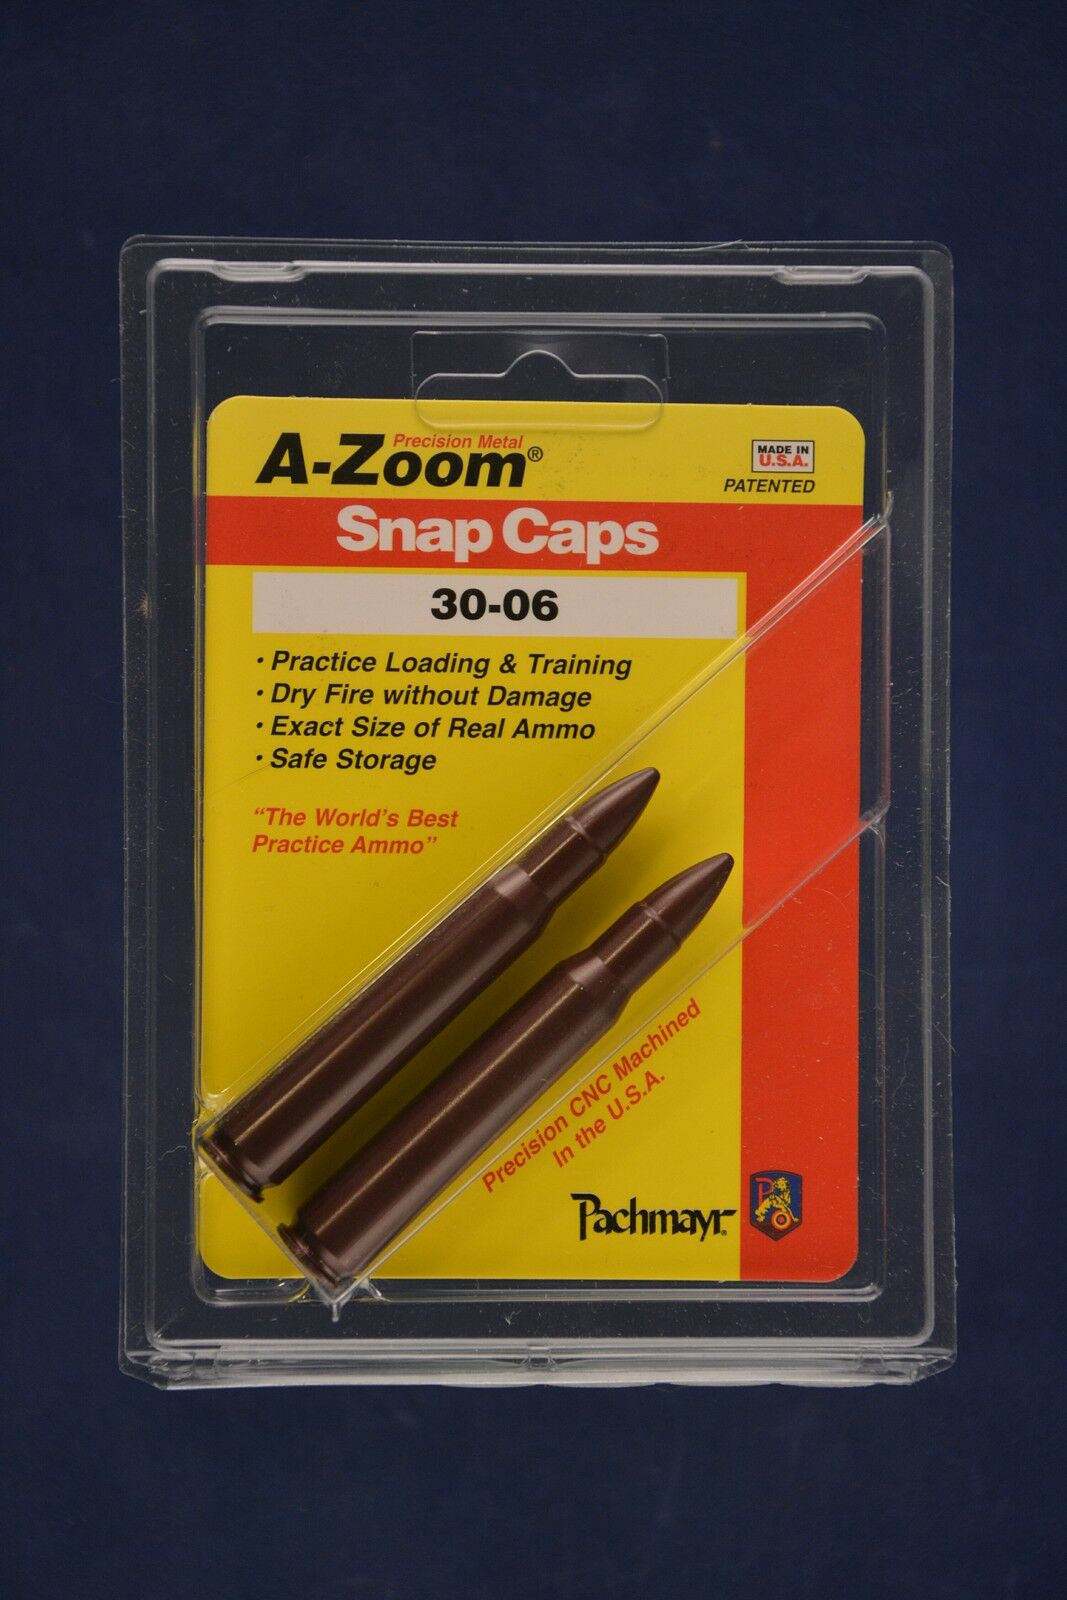 Precision Metal
A-Zoom®
MADE IN
U.S.A.
PATENTED
Snap Caps
30-06
• Practice Loading & Training
• Dry Fire without Damage
• Exact Size of Real Ammo
• Safe Storage
“The World's Best
Practice Ammo”
Precision CNC Machined
In the U.S.A.
Pachmayr®
P